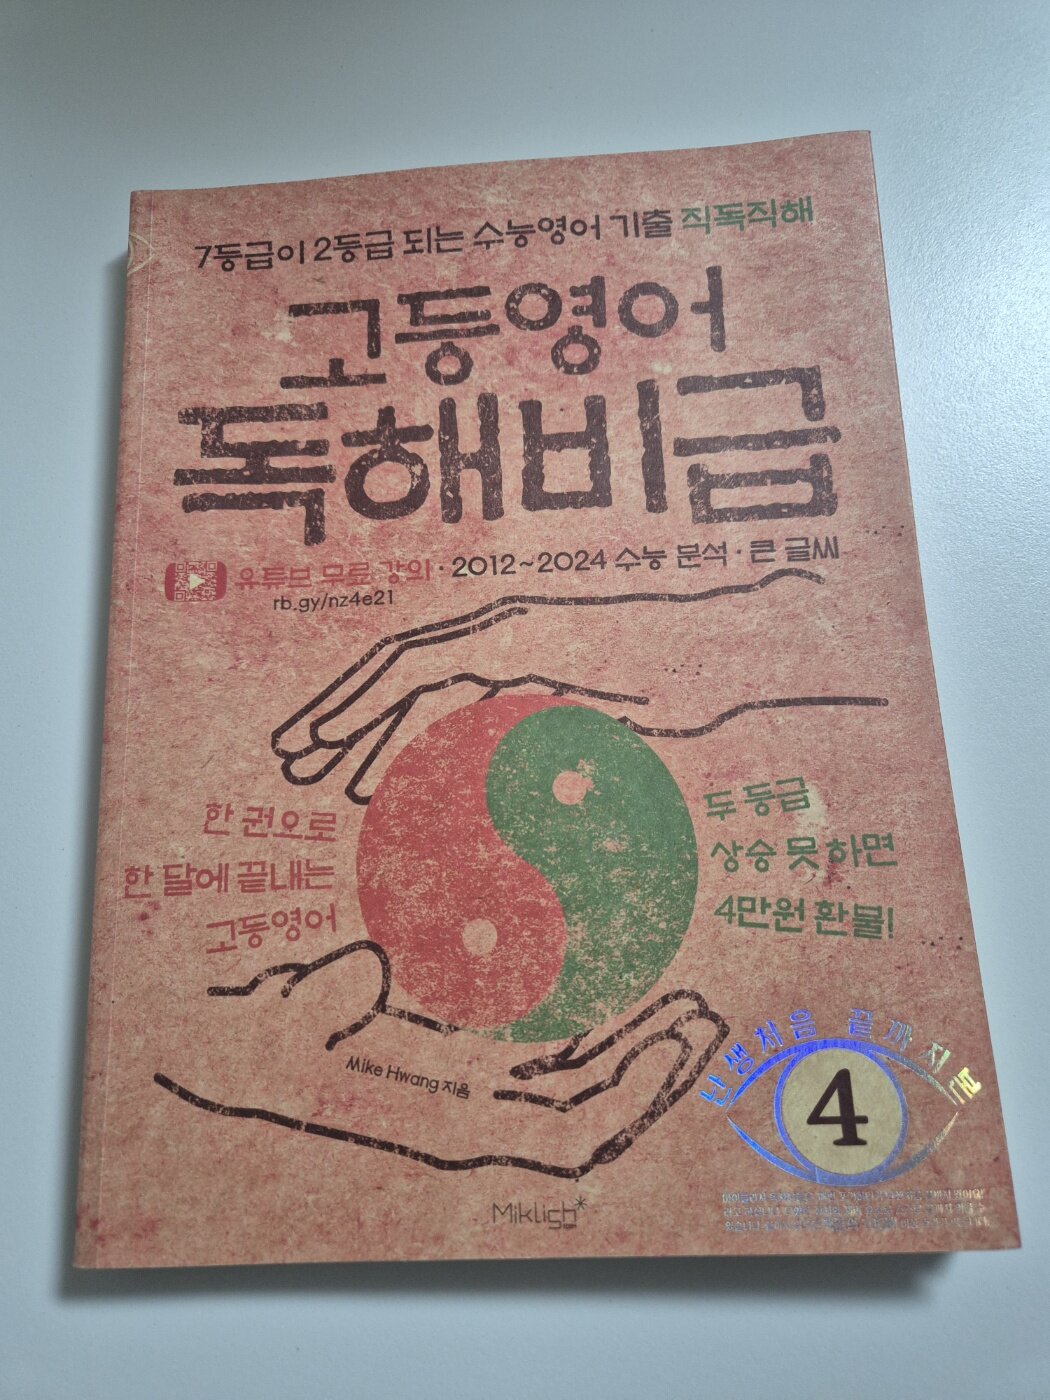 7등급이 2등급 되는 수능영어 기출 직독직해
고등영어
독해비급
유튜브 무료 강의 · 2012~2024 수능 분석 · 큰 글씨
rb.gy/nz4e21
한 권으로
한 달에 끝내는
고등영어
두 등급
상승 못 하면
4만원 환불!
Mike Hwang 지음
난생처음 끝까지
4
Miklish*